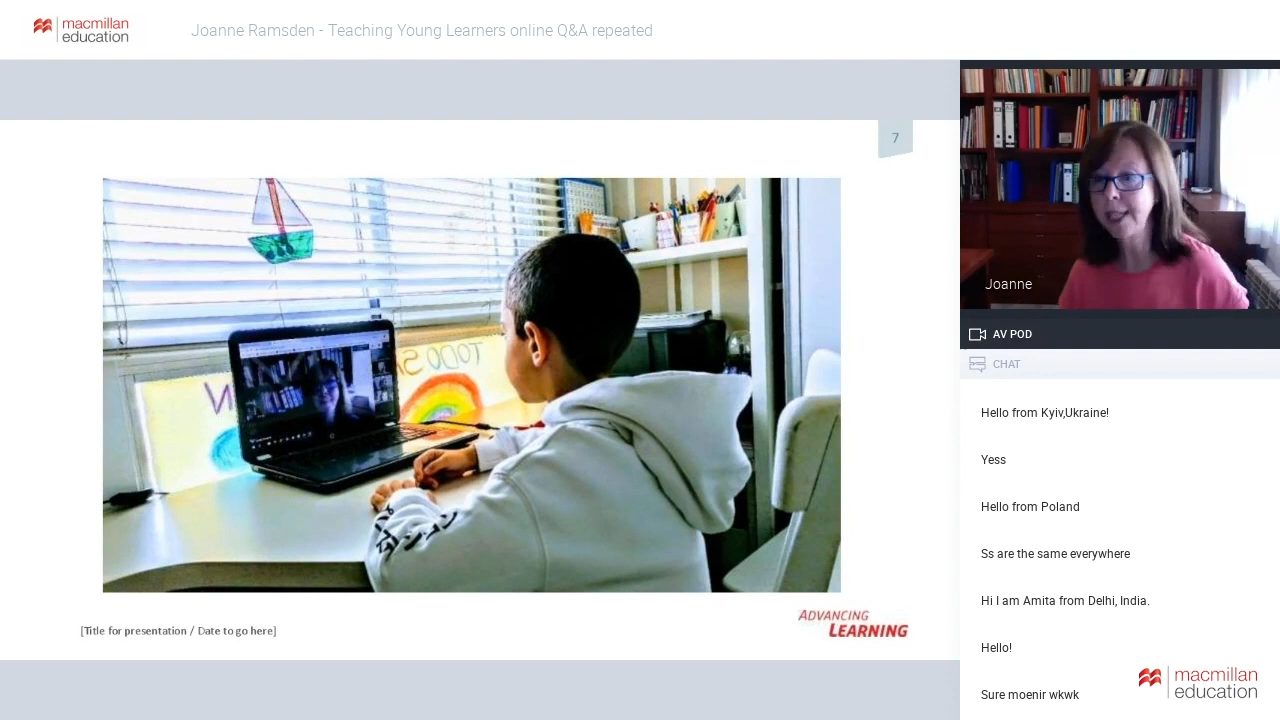 macmillan
education
Joanne Ramsden - Teaching Young Learners online Q&A repeated
7
TODO SA
[Title for presentation / Date to go here]
ADVANCING
LEARNING
Joanne
AV POD
CHAT
Hello from Kyiv,Ukraine!
Yess
Hello from Poland
Ss are the same everywhere
Hi I am Amita from Delhi, India.
Hello!
Sure moenir wkwk
macmillan
education